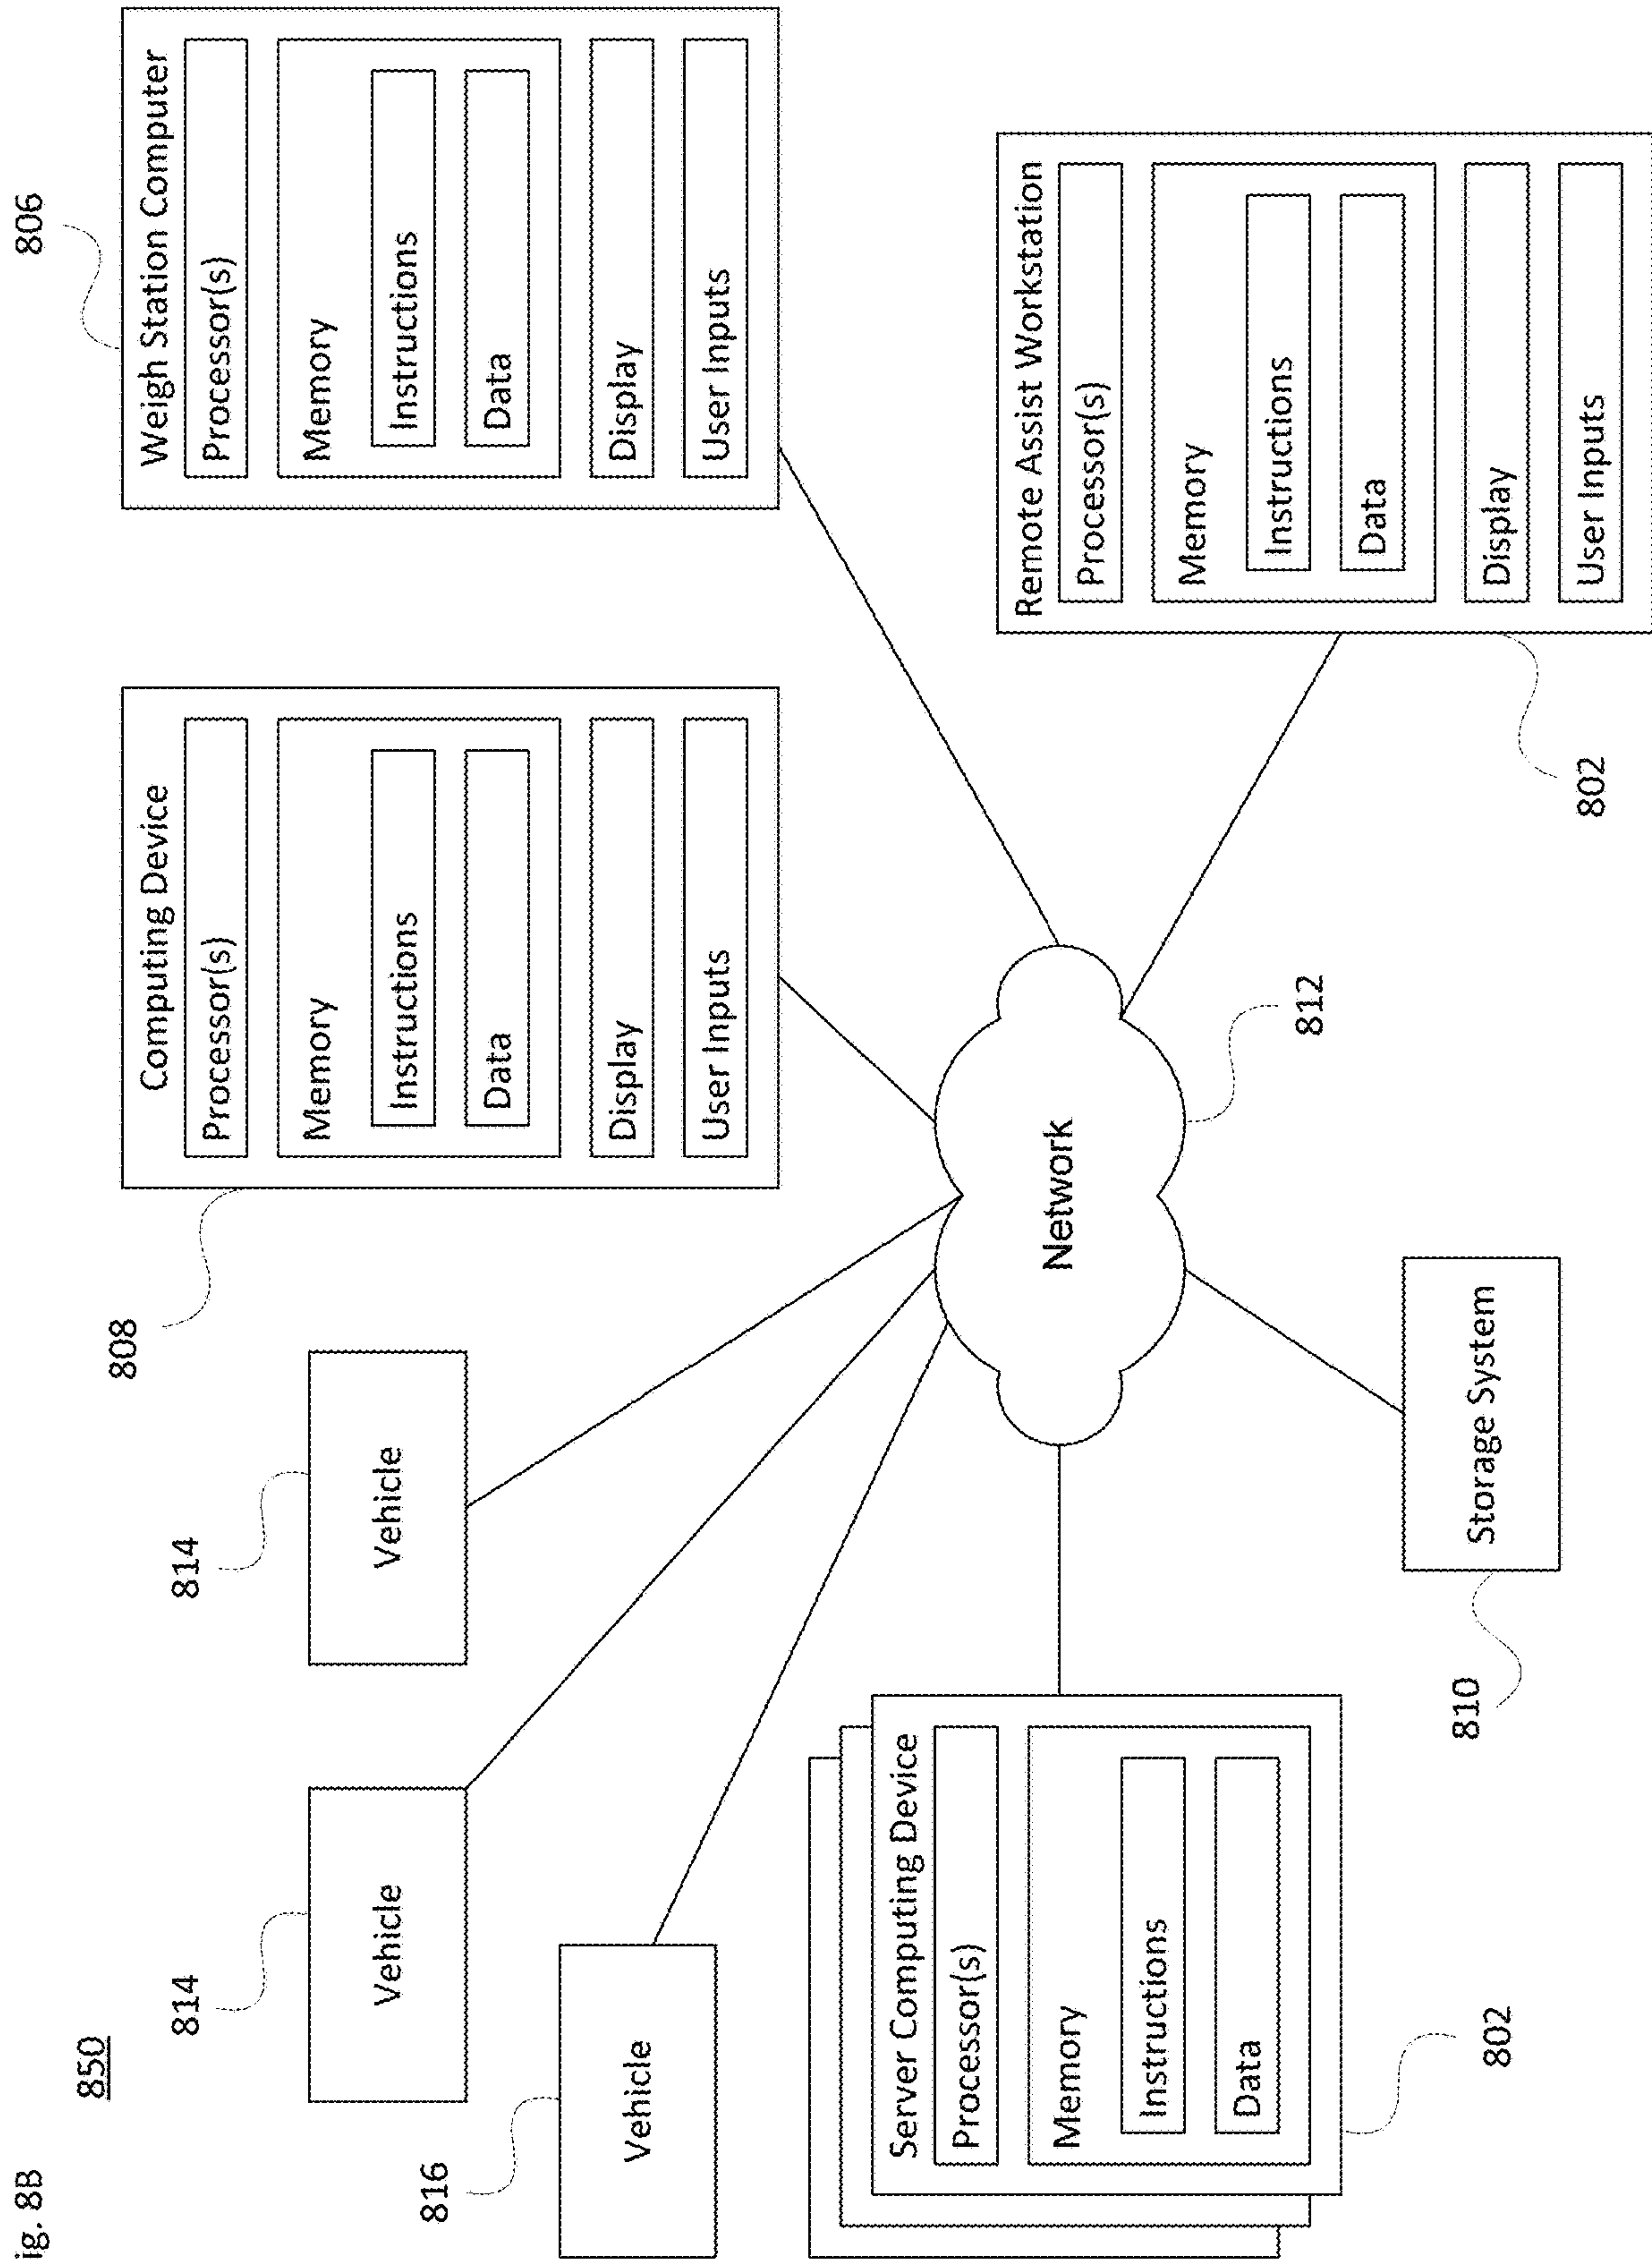 ig. 8B
850
814
Vehicle
814
Vehicle
816
Vehicle
808
Computing Device
Processor(s)
Memory
Instructions
Data
Display
User Inputs
806
Weigh Station Computer
Processor(s)
Memory
Instructions
Data
Display
User Inputs
Server Computing Device
Processor(s)
Memory
Instructions
Data
802
Network
812
Storage System
810
Remote Assist Workstation
Processor(s)
Memory
Instructions
Data
Display
User Inputs
802